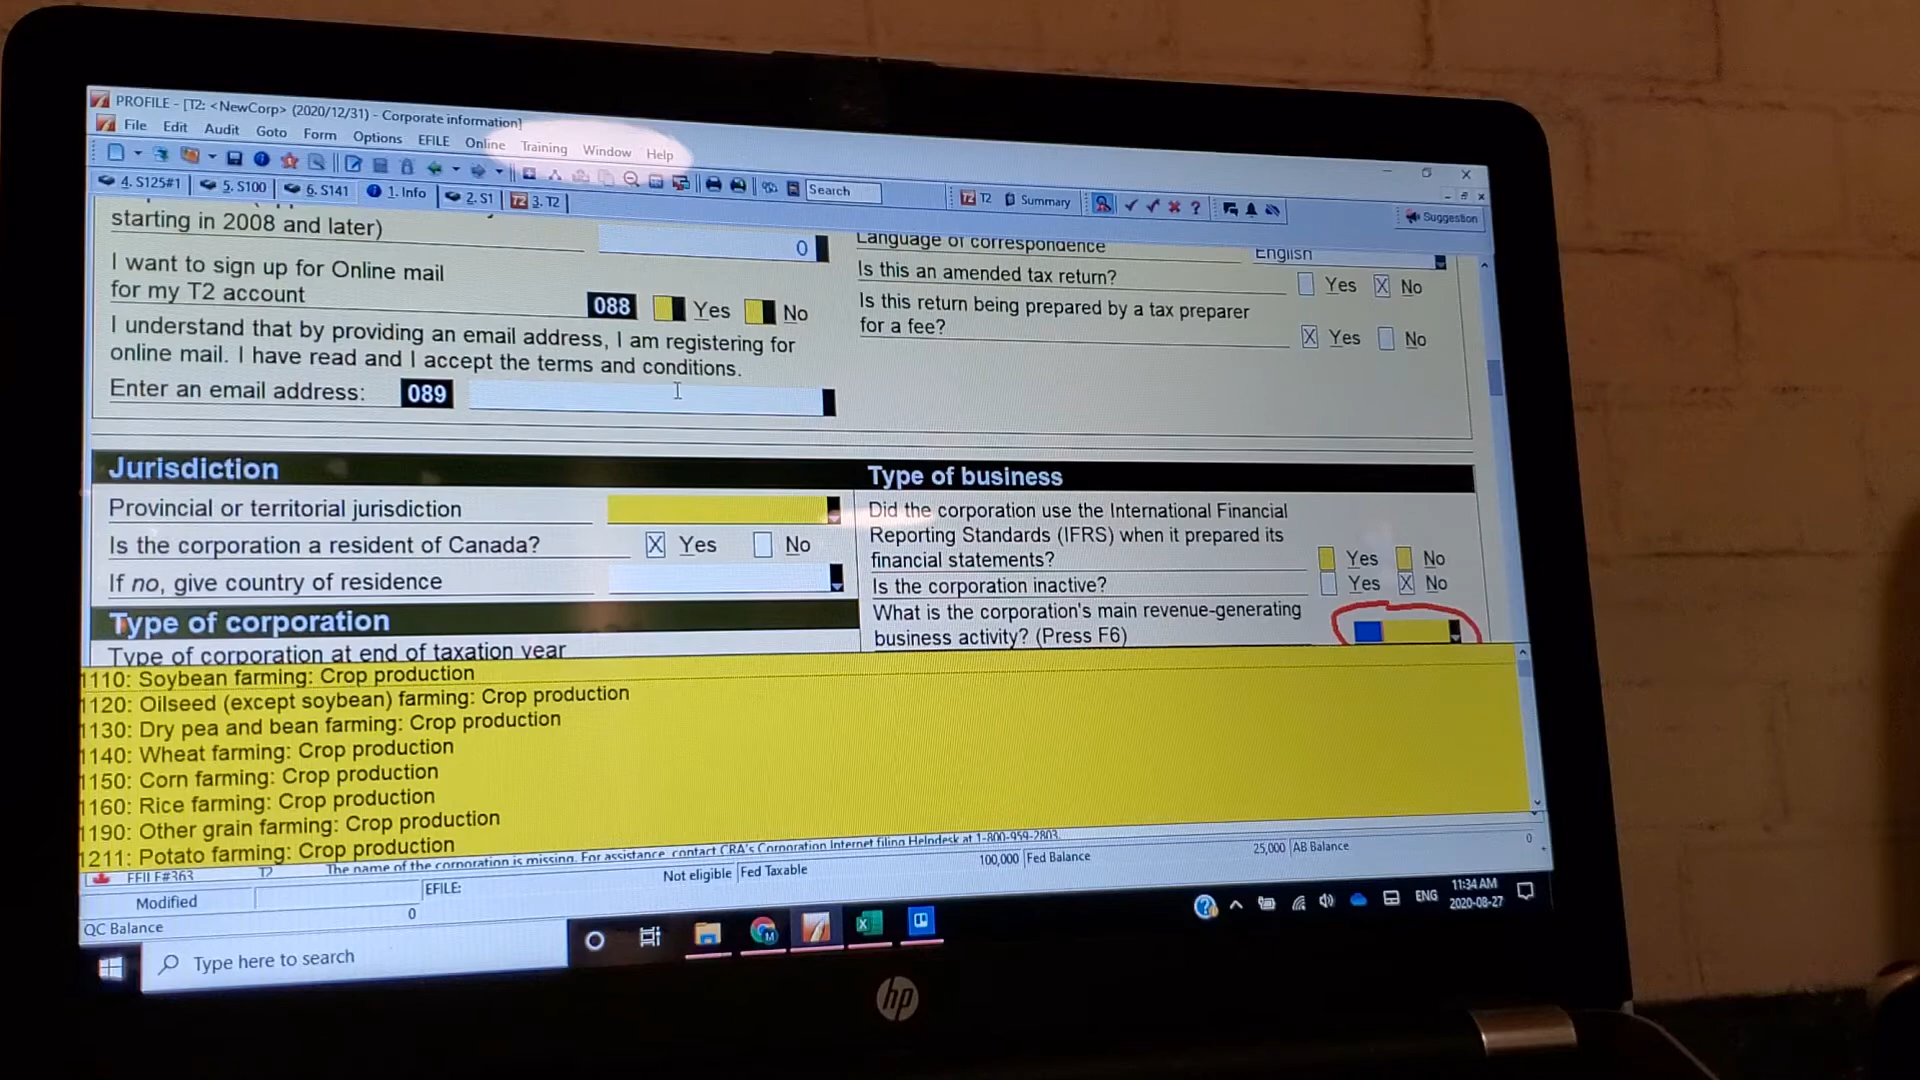 PROFILE - [T2: <NewCorp> (2020/12/31) - Corporate information]
File Edit Audit Goto Form Options EFILE Online Training Window Help
Search
T2 Summary
4. S125#1 5. S100 6. S141 1. Info 2. S1 3. T2
Suggestion
starting in 2008 and later)
0
I want to sign up for Online mail
for my T2 account
088 Yes No
I understand that by providing an email address, I am registering for
online mail. I have read and I accept the terms and conditions.
Enter an email address: 089
Language of correspondence English
Is this an amended tax return? Yes X No
Is this return being prepared by a tax preparer
for a fee? X Yes No
Jurisdiction
Provincial or territorial jurisdiction
Is the corporation a resident of Canada? X Yes No
If no, give country of residence
Type of corporation
Type of corporation at end of taxation year
Type of business
Did the corporation use the International Financial
Reporting Standards (IFRS) when it prepared its
financial statements? Yes No
Is the corporation inactive? Yes X No
What is the corporation's main revenue-generating
business activity? (Press F6)
1110: Soybean farming: Crop production
1120: Oilseed (except soybean) farming: Crop production
1130: Dry pea and bean farming: Crop production
1140: Wheat farming: Crop production
1150: Corn farming: Crop production
1160: Rice farming: Crop production
1190: Other grain farming: Crop production
1211: Potato farming: Crop production
EFILE#363 T2 The name of the corporation is missing. For assistance, contact CRA's Corporation Internet filing Helpdesk at 1-800-959-2803.
Modified EFILE: Not eligible Fed Taxable 100,000 Fed Balance 25,000 AB Balance 0
QC Balance 0
Type here to search
ENG
11:34 AM
2020-08-27
hp